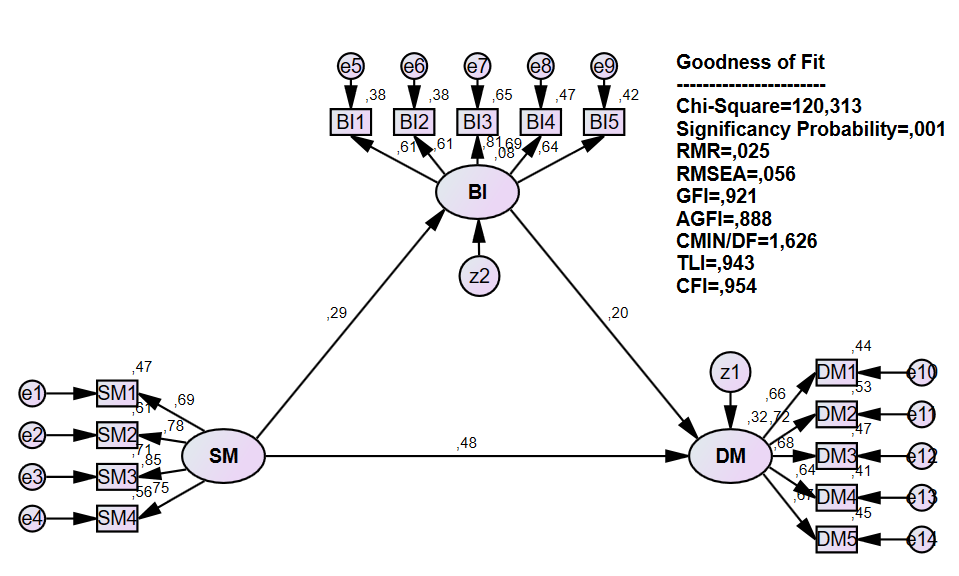 Goodness of Fit
-----------------------
Chi-Square=120,313
Significancy Probability=,001
RMR=,025
RMSEA=,056
GFI=,921
AGFI=,888
CMIN/DF=1,626
TLI=,943
CFI=,954
e5 e6 e7 e8 e9
,38 ,38 ,65 ,47 ,42
BI1 BI2 BI3 BI4 BI5
,61 ,61 ,81 ,69 ,64
,08
BI
z2
,29 ,20
,47
e1 SM1 ,69
,61
e2 SM2 ,78
,71
e3 SM3 ,85
,56 ,75
e4 SM4
SM
,48
z1
,32
DM
,44
,66 DM1 e10
,53
,72 DM2 e11
,47
,68 DM3 e12
,41
,64 DM4 e13
,45
,67 DM5 e14